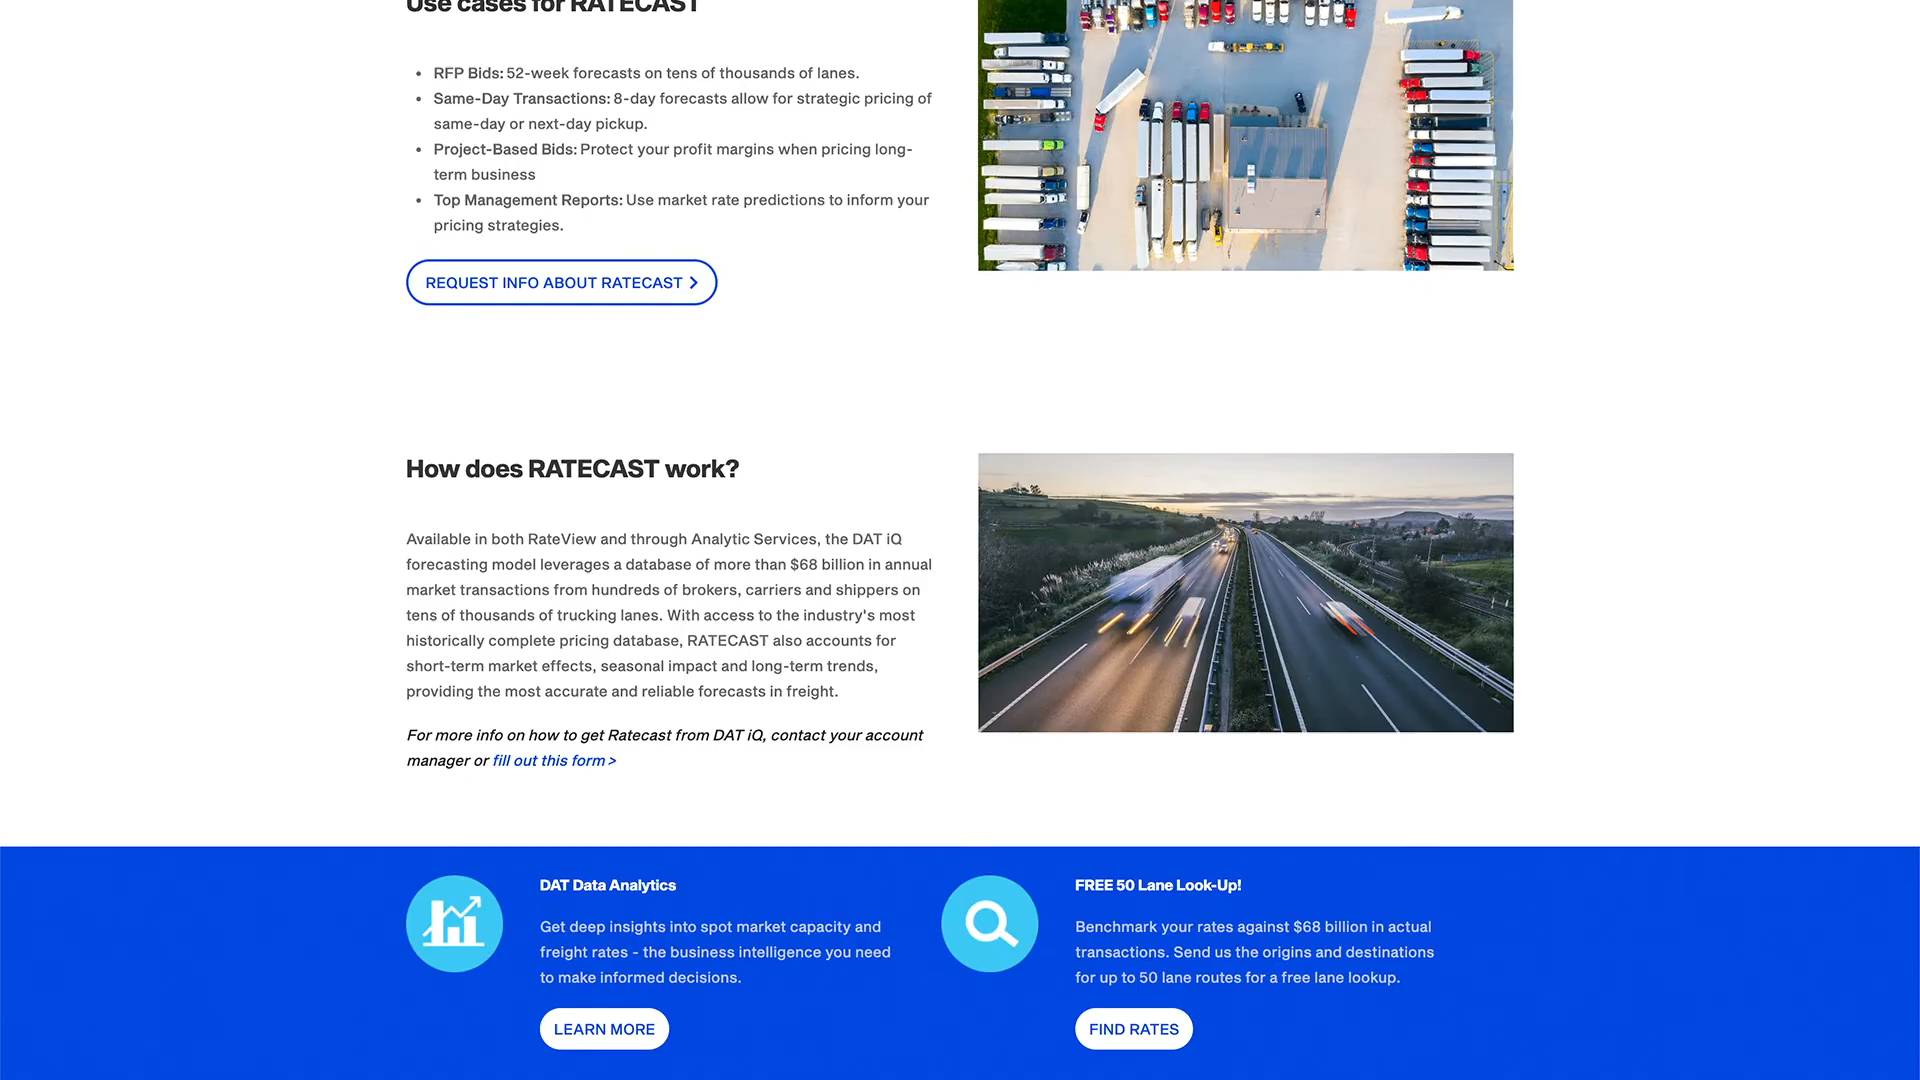 Use cases for RATECAST
• RFP Bids: 52-week forecasts on tens of thousands of lanes.
• Same-Day Transactions: 8-day forecasts allow for strategic pricing of
same-day or next-day pickup.
• Project-Based Bids: Protect your profit margins when pricing long-
term business
• Top Management Reports: Use market rate predictions to inform your
pricing strategies.
REQUEST INFO ABOUT RATECAST
How does RATECAST work?
Available in both RateView and through Analytic Services, the DAT iQ
forecasting model leverages a database of more than $68 billion in annual
market transactions from hundreds of brokers, carriers and shippers on
tens of thousands of trucking lanes. With access to the industry's most
historically complete pricing database, RATECAST also accounts for
short-term market effects, seasonal impact and long-term trends,
providing the most accurate and reliable forecasts in freight.
For more info on how to get Ratecast from DAT iQ, contact your account
manager or fill out this form >
DAT Data Analytics
Get deep insights into spot market capacity and
freight rates - the business intelligence you need
to make informed decisions.
LEARN MORE
FREE 50 Lane Look-Up!
Benchmark your rates against $68 billion in actual
transactions. Send us the origins and destinations
for up to 50 lane routes for a free lane lookup.
FIND RATES